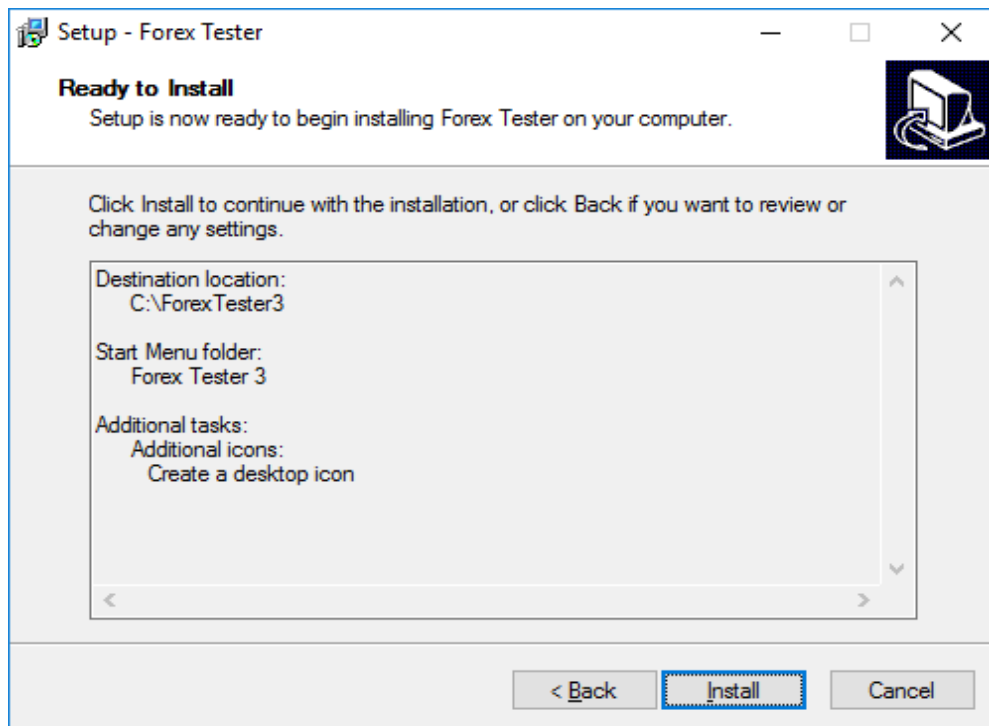 Setup - Forex Tester
Ready to Install
Setup is now ready to begin installing Forex Tester on your computer.
Click Install to continue with the installation, or click Back if you want to review or
change any settings.
Destination location:
C:\ForexTester3
Start Menu folder:
Forex Tester 3
Additional tasks:
Additional icons:
Create a desktop icon
< Back
Install
Cancel